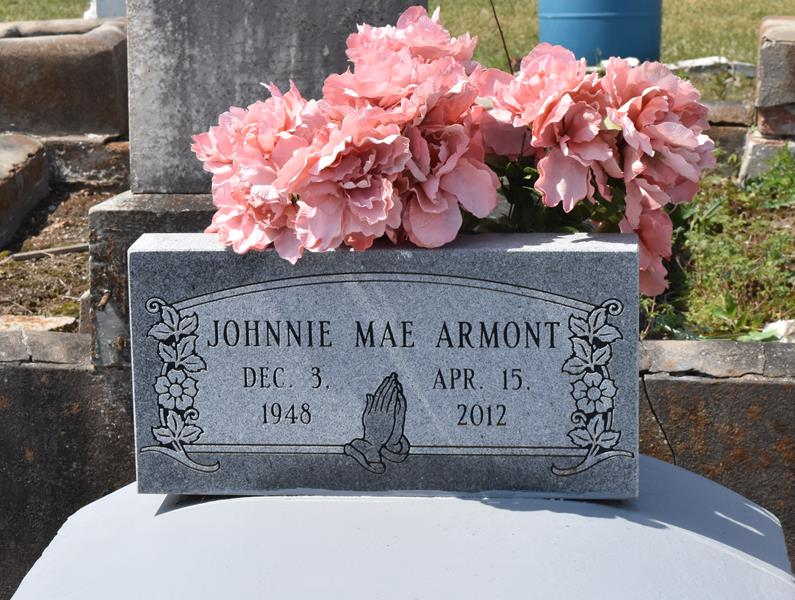 JOHNNIE MAE ARMONT
DEC. 3. APR. 15.
1948 2012